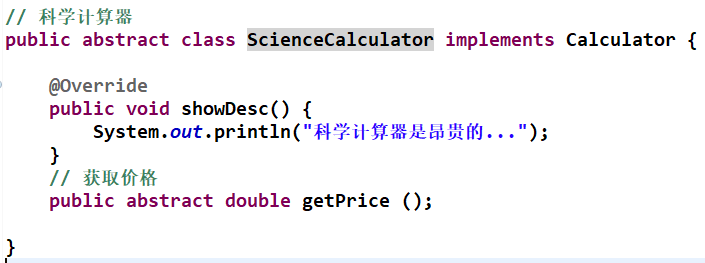 // 科学计算器
public abstract class ScienceCalculator implements Calculator {
@Override
public void showDesc() {
System.out.println("科学计算器是昂贵的...");
}
// 获取价格
public abstract double getPrice ();
}